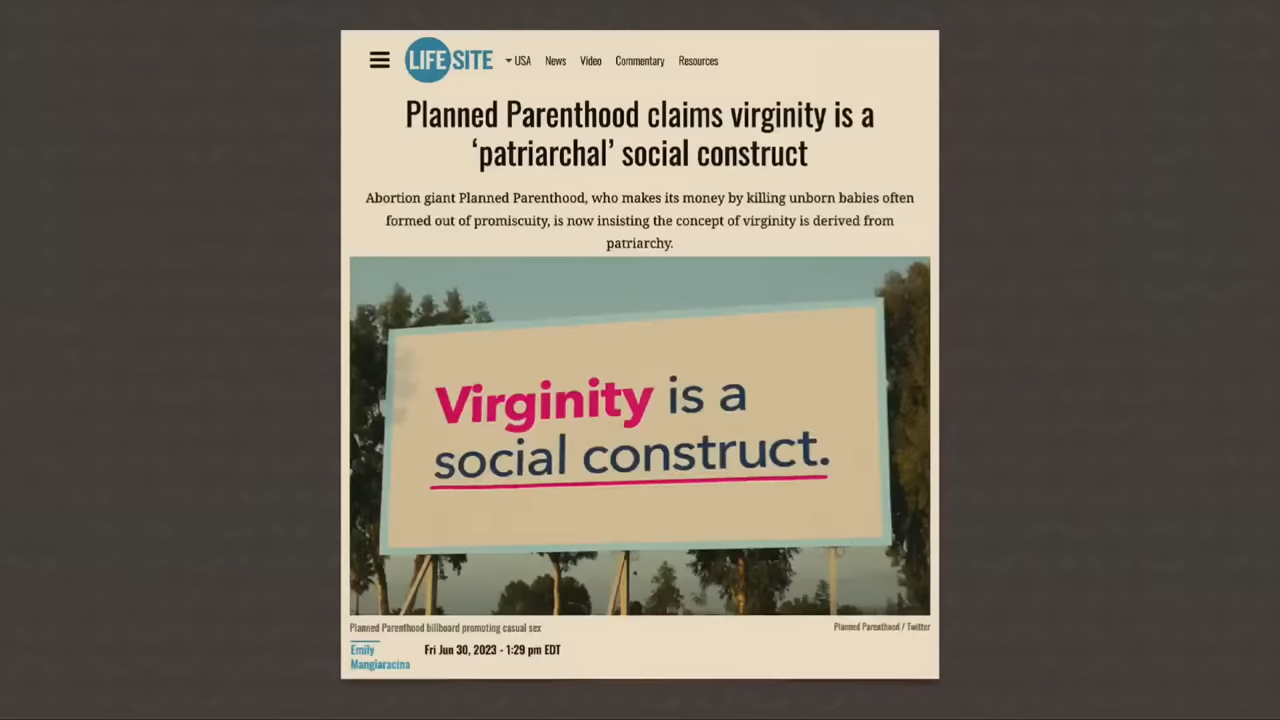 LIFE SITE USA News Video Commentary Resources
Planned Parenthood claims virginity is a
‘patriarchal’ social construct
Abortion giant Planned Parenthood, who makes its money by killing unborn babies often
formed out of promiscuity, is now insisting the concept of virginity is derived from
patriarchy.
Virginity is a
social construct.
Planned Parenthood billboard promoting casual sex Planned Parenthood / Twitter
Emily Fri Jun 30, 2023 - 1:29 pm EDT
Mangiaracina